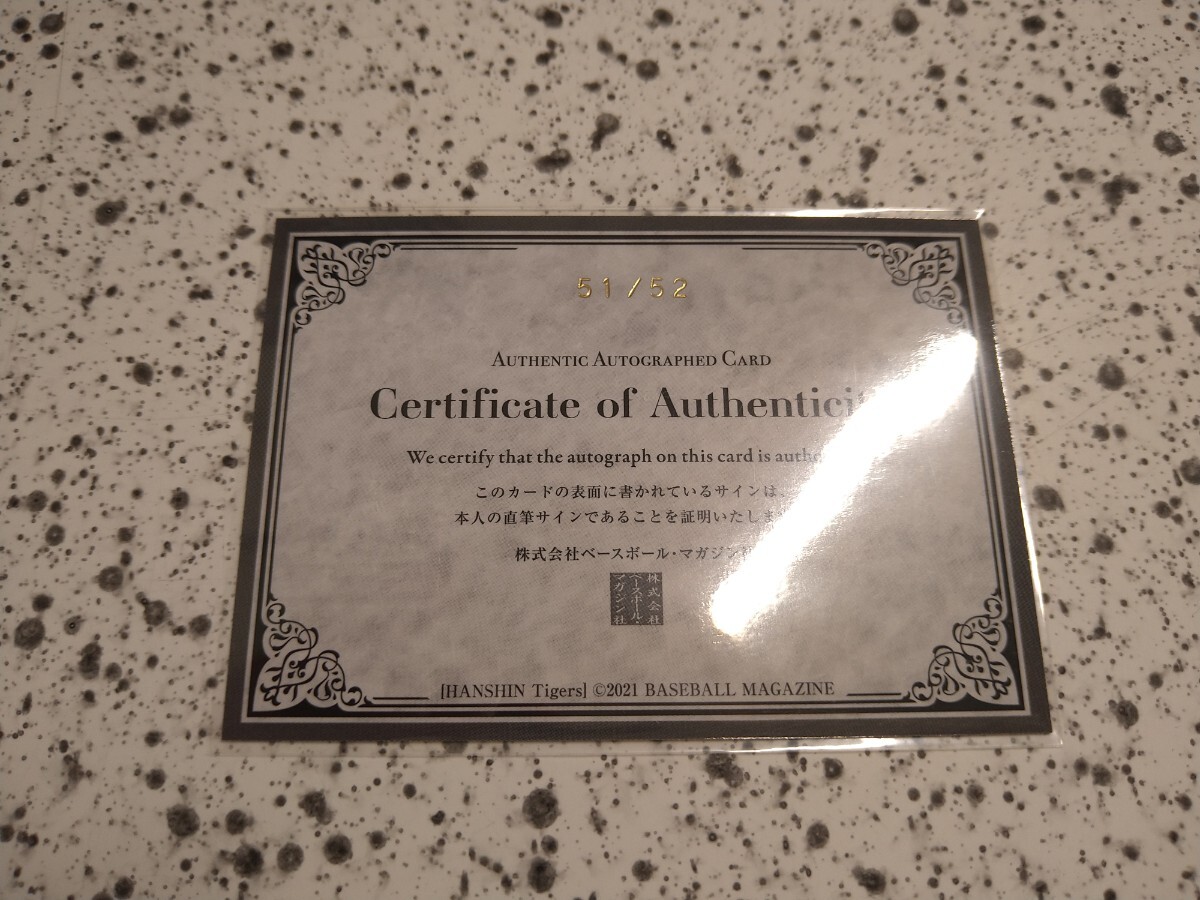 51/52
AUTHENTIC AUTOGRAPHED CARD
Certificate of
We certify that the autograph on this card is
このカードの表面に書かれているサインは、
本人の直筆サインであることを証明いたしま
株式会社ベースボール・マガジン社
株式会社
ベースボール・
マガジン社
[HANSHIN Tigers] ©2021 BASEBALL MAGAZINE